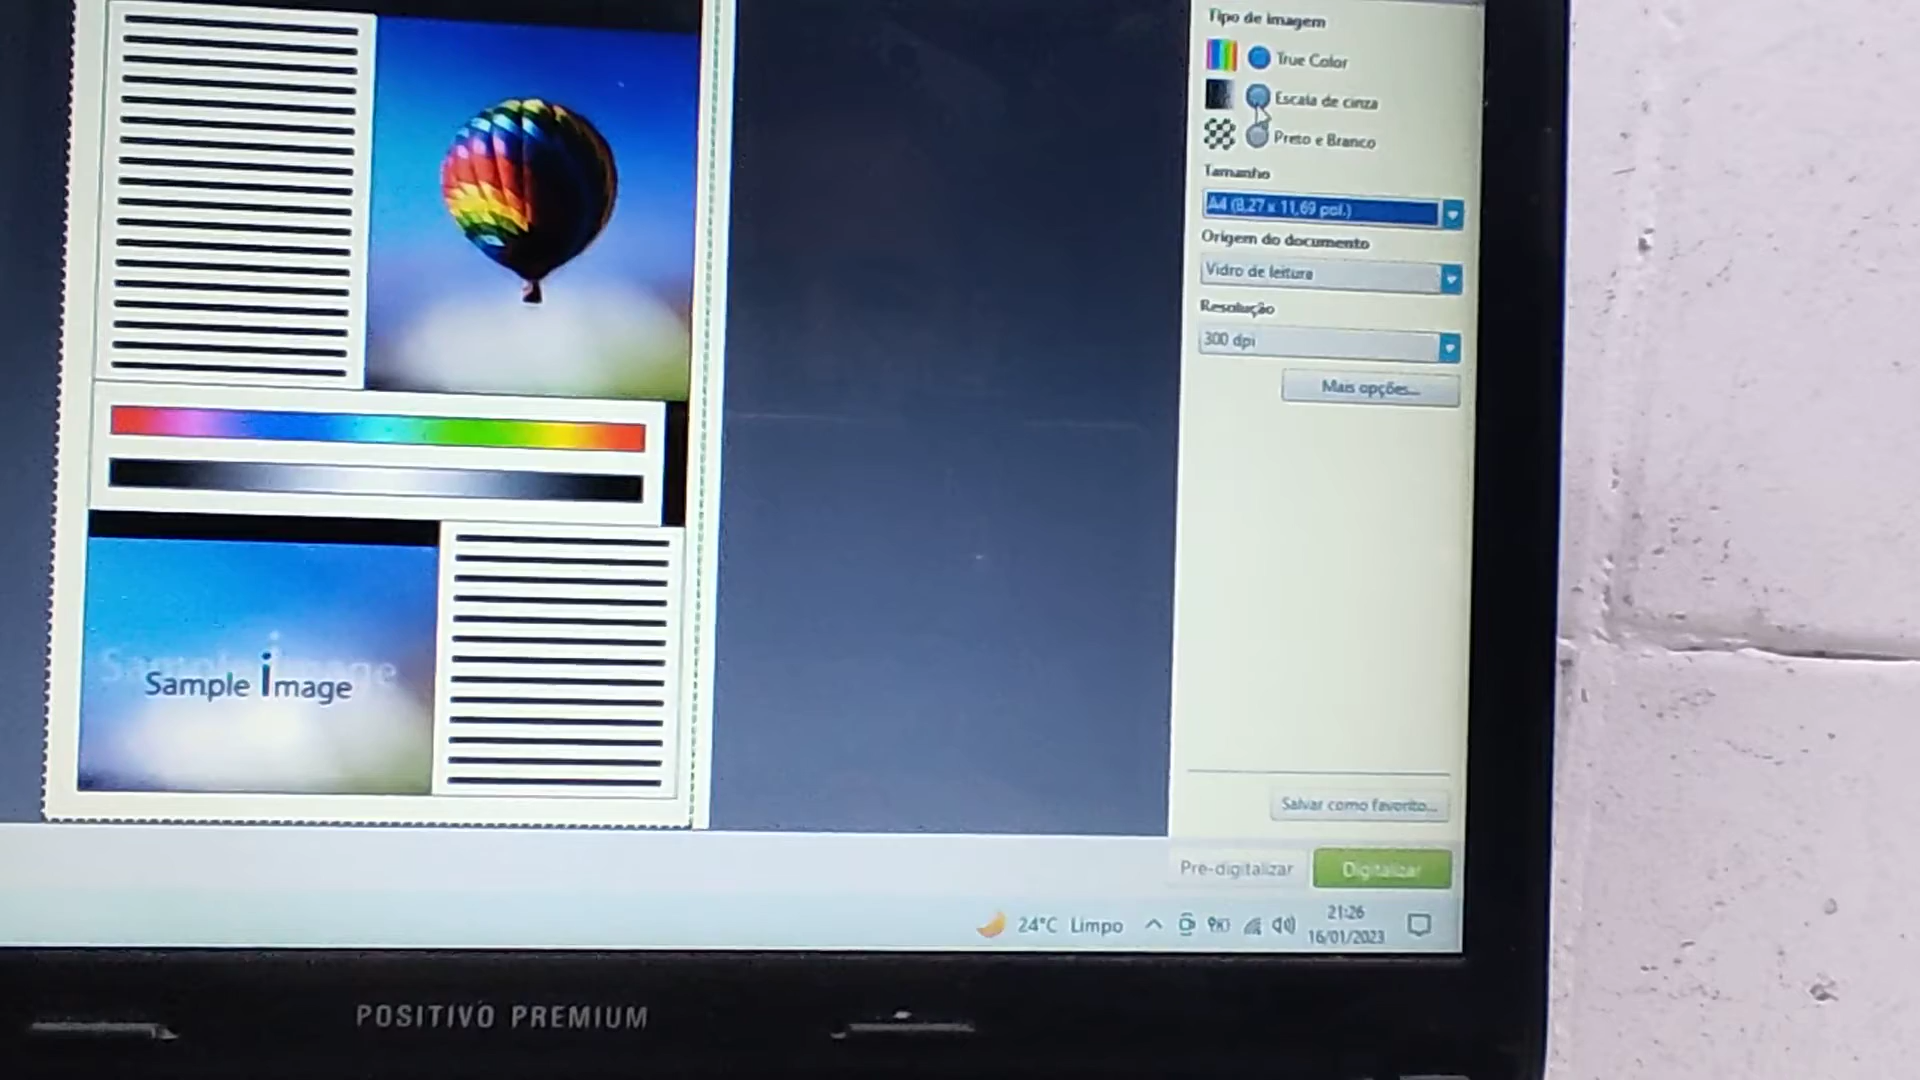 Tipo de imagem
True Color
Escala de cinza
Preto e Branco
Tamanho
A4 (8,27 x 11,69 pol.)
Origem do documento
Vidro de leitura
Resolução
300 dpi
Mais opções...
Sample image
Sample image
Salvar como favorito...
Pre-digitalizar
Digitalizar
24°C Limpo
21:26
16/01/2023
POSITIVO PREMIUM